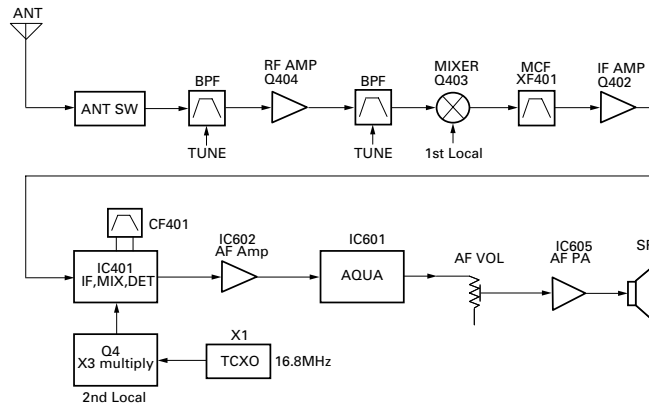 ANT
ANT SW
BPF
TUNE
RF AMP
Q404
BPF
TUNE
MIXER
Q403
1st Local
MCF
XF401
IF AMP
Q402
CF401
IC401
IF,MIX,DET
IC602
AF Amp
IC601
AQUA
AF VOL
IC605
AF PA
Q4
X3 multiply
2nd Local
X1
TCXO
16.8MHz